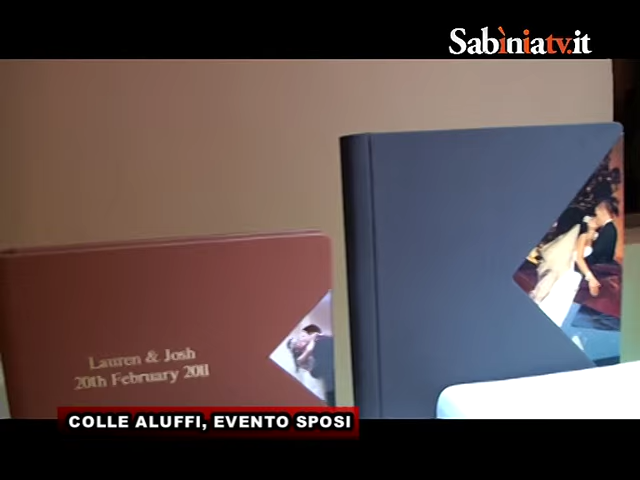 Sabìniatv.it
Lauren & Josh
20th February 2011
COLLE ALUFFI, EVENTO SPOSI